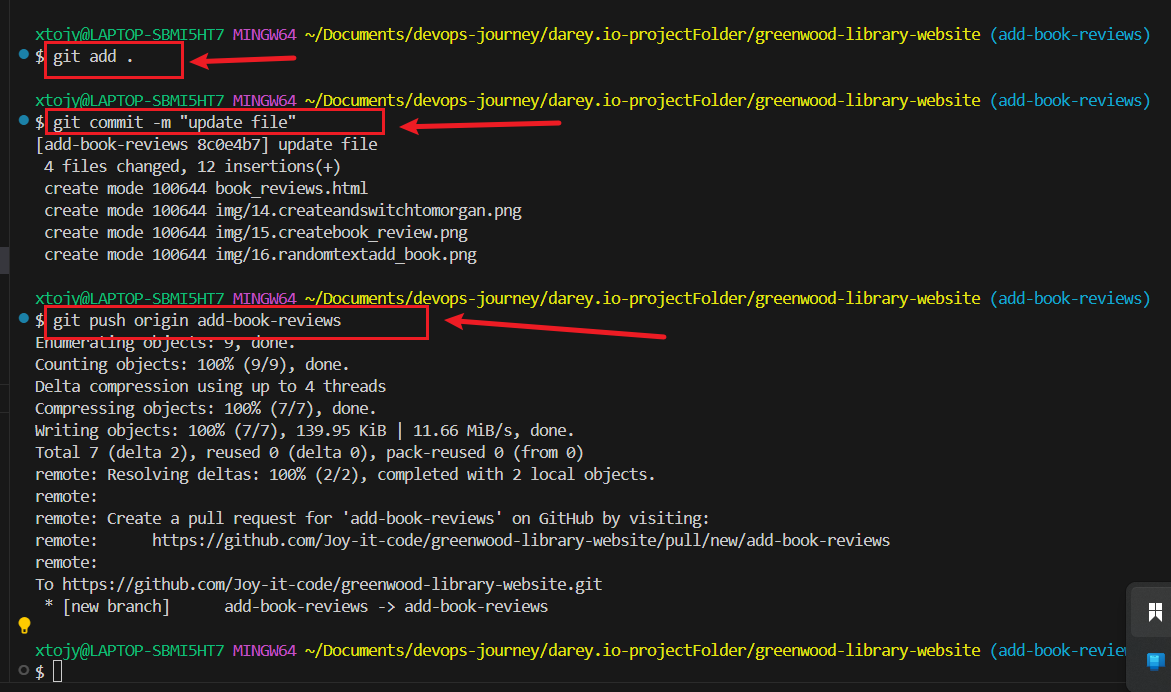 xtojy@LAPTOP-SBMI5HT7 MINGW64 ~/Documents/devops-journey/darey.io-projectFolder/greenwood-library-website (add-book-reviews)
$ git add .
xtojy@LAPTOP-SBMI5HT7 MINGW64 ~/Documents/devops-journey/darey.io-projectFolder/greenwood-library-website (add-book-reviews)
$ git commit -m "update file"
[add-book-reviews 8c0e4b7] update file
4 files changed, 12 insertions(+)
create mode 100644 book_reviews.html
create mode 100644 img/14.createandswitchtomorgan.png
create mode 100644 img/15.createbook_review.png
create mode 100644 img/16.randomtextadd_book.png
xtojy@LAPTOP-SBMI5HT7 MINGW64 ~/Documents/devops-journey/darey.io-projectFolder/greenwood-library-website (add-book-reviews)
$ git push origin add-book-reviews
Enumerating objects: 9, done.
Counting objects: 100% (9/9), done.
Delta compression using up to 4 threads
Compressing objects: 100% (7/7), done.
Writing objects: 100% (7/7), 139.95 KiB | 11.66 MiB/s, done.
Total 7 (delta 2), reused 0 (delta 0), pack-reused 0 (from 0)
remote: Resolving deltas: 100% (2/2), completed with 2 local objects.
remote:
remote: Create a pull request for 'add-book-reviews' on GitHub by visiting:
remote:      https://github.com/Joy-it-code/greenwood-library-website/pull/new/add-book-reviews
remote:
To https://github.com/Joy-it-code/greenwood-library-website.git
* [new branch]      add-book-reviews -> add-book-reviews
xtojy@LAPTOP-SBMI5HT7 MINGW64 ~/Documents/devops-journey/darey.io-projectFolder/greenwood-library-website (add-book-review
$